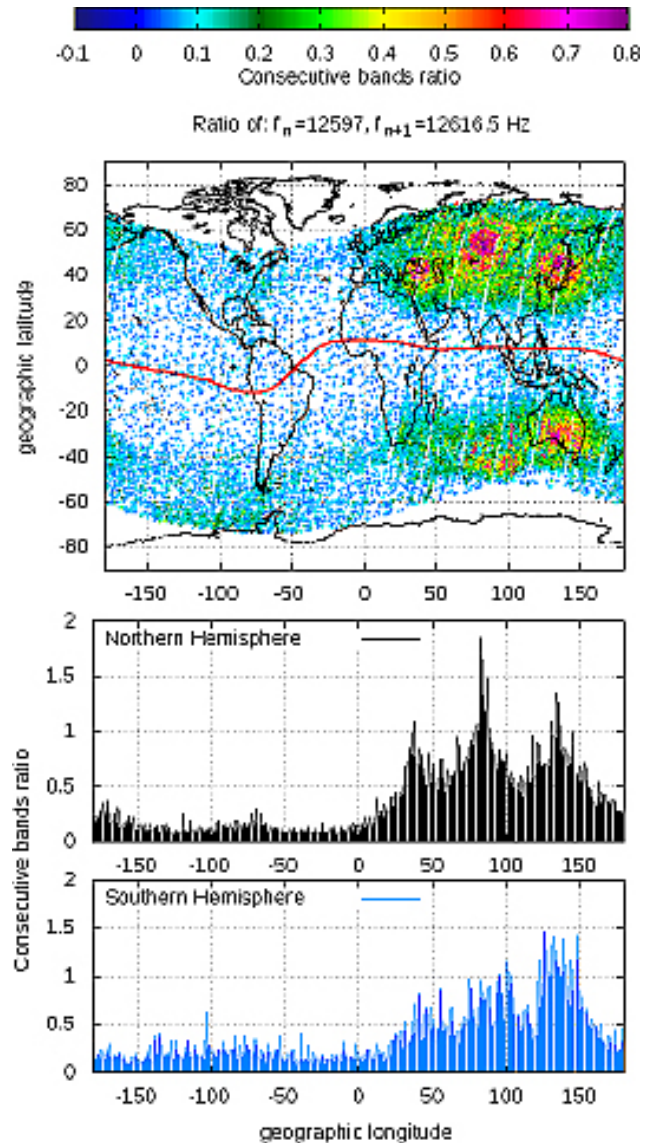 -0.1 0 0.1 0.2 0.3 0.4 0.5 0.6 0.7 0.8
Consecutive bands ratio
Ratio of: fn=12597, fn+1=12616.5 Hz
80
60
40
20
0
-20
-40
-60
-80
geographic latitude
-150 -100 -50 0 50 100 150
2
1.5
1
0.5
0
Northern Hemisphere
-150 -100 -50 0 50 100 150
Consecutive bands ratio
2
1.5
1
0.5
0
Southern Hemisphere
-150 -100 -50 0 50 100 150
geographic longitude